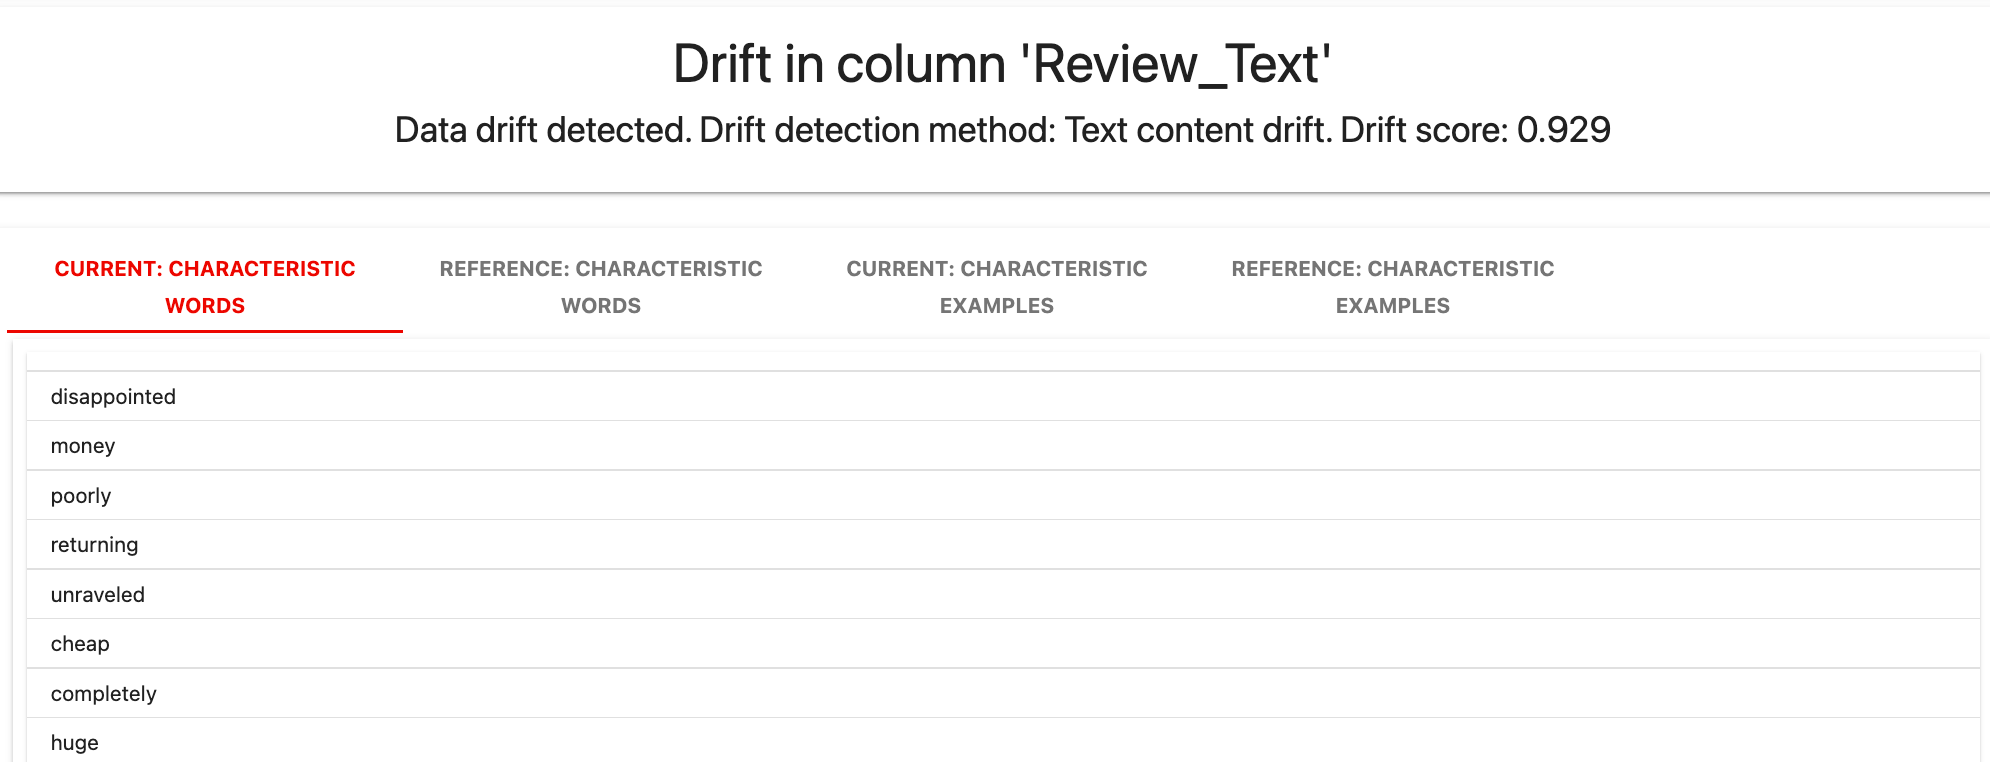 Drift in column 'Review_Text'
Data drift detected. Drift detection method: Text content drift. Drift score: 0.929
CURRENT: CHARACTERISTIC
WORDS
REFERENCE: CHARACTERISTIC
WORDS
CURRENT: CHARACTERISTIC
EXAMPLES
REFERENCE: CHARACTERISTIC
EXAMPLES
disappointed
money
poorly
returning
unraveled
cheap
completely
huge